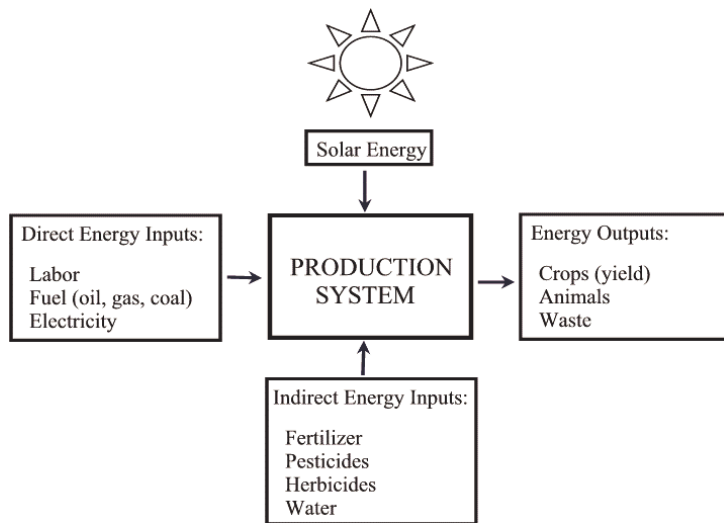 Solar Energy
Direct Energy Inputs:
Labor
Fuel (oil, gas, coal)
Electricity
PRODUCTION
SYSTEM
Energy Outputs:
Crops (yield)
Animals
Waste
Indirect Energy Inputs:
Fertilizer
Pesticides
Herbicides
Water